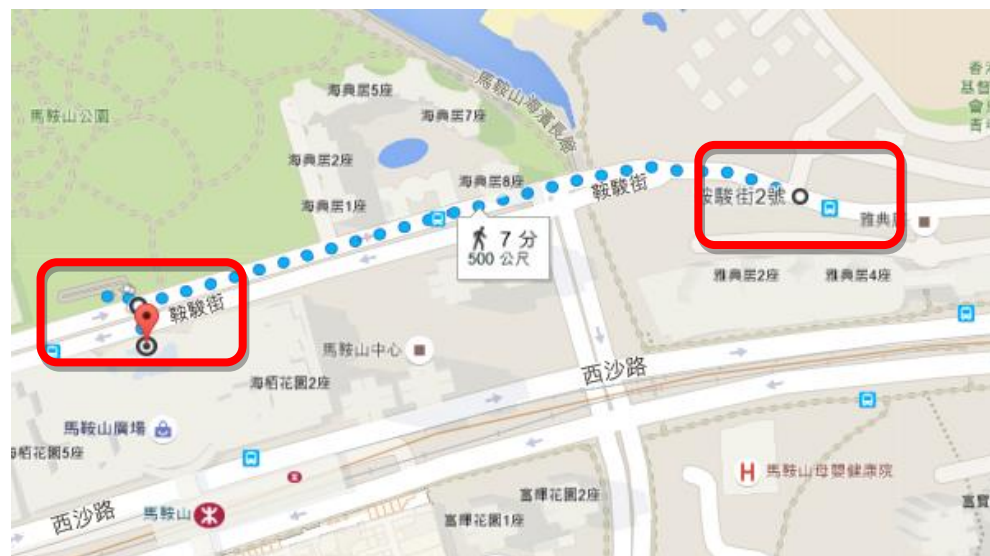 海典居5座
馬鞍山海濱長廊
馬鞍山公園
海典居7座
海典居2座
海典居8座
鞍駿街
鞍駿街2號
海典居1座
雅典居
7 分
500 公尺
雅典居2座
雅典居4座
鞍駿街
馬鞍山中心
西沙路
海栢花園2座
馬鞍山廣場
栢花園5座
H
馬鞍山母嬰健康院
富輝花園2座
西沙路
馬鞍山
富輝花園1座